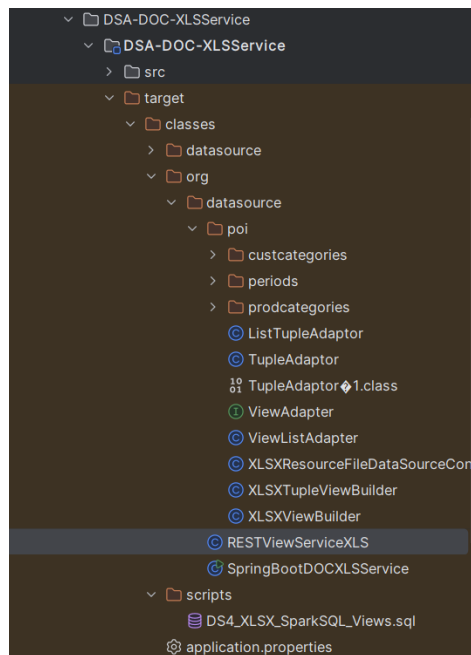 DSA-DOC-XLSService
DSA-DOC-XLSService
src
target
classes
datasource
org
datasource
poi
custcategories
periods
prodcategories
ListTupleAdaptor
TupleAdaptor
TupleAdaptor�1.class
ViewAdapter
ViewListAdapter
XLSXResourceFileDataSourceCon
XLSXTupleViewBuilder
XLSXViewBuilder
RESTViewServiceXLS
SpringBootDOCXLSService
scripts
DS4_XLSX_SparkSQL_Views.sql
application.properties